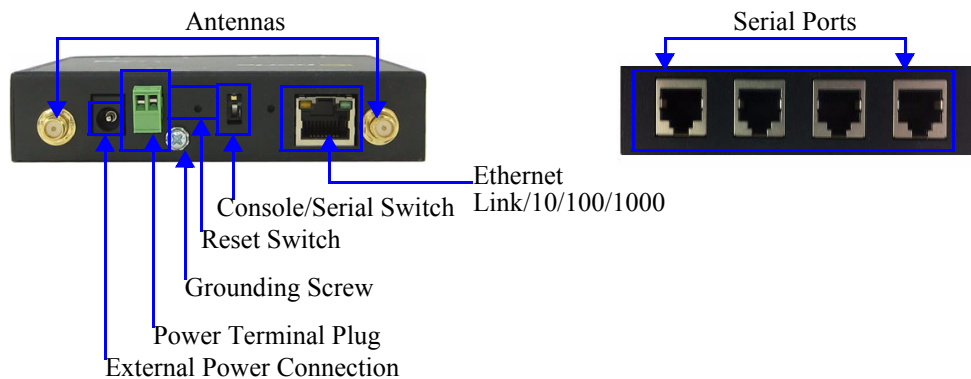 Antennas
Serial Ports
Ethernet
Link/10/100/1000
Console/Serial Switch
Reset Switch
Grounding Screw
Power Terminal Plug
External Power Connection